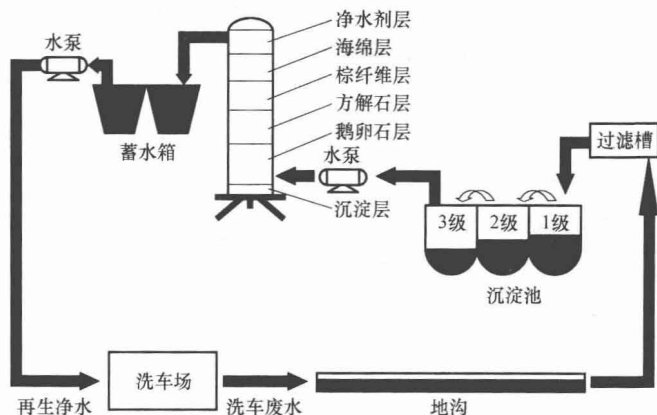 净水剂层
海绵层
棕纤维层
方解石层
鹅卵石层
沉淀层
水泵
蓄水箱
水泵
过滤槽
3级
2级
1级
沉淀池
再生净水
洗车场
洗车废水
地沟